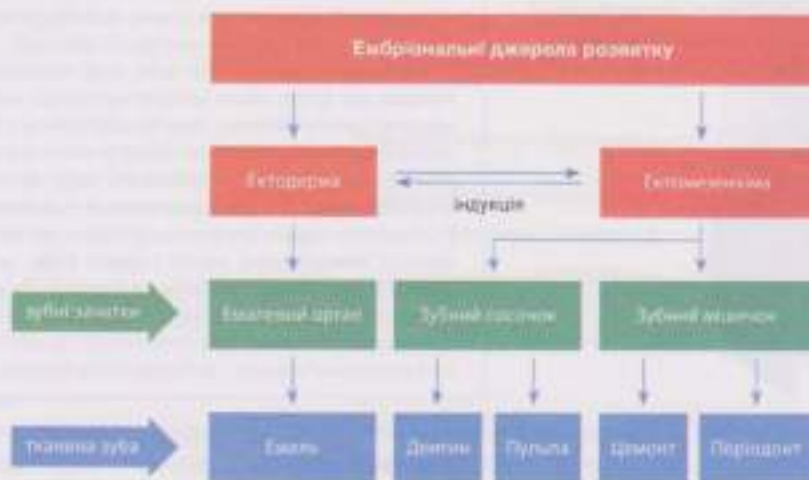 Ембріональні джерела розвитку
Ектодерма
індукція
Ектомезенхіма
зубні зачатки
Емалевий орган
Зубний сосочок
Зубний мішечок
тканина зуба
Емаль
Дентин
Пульпа
Цемент
Періодонт